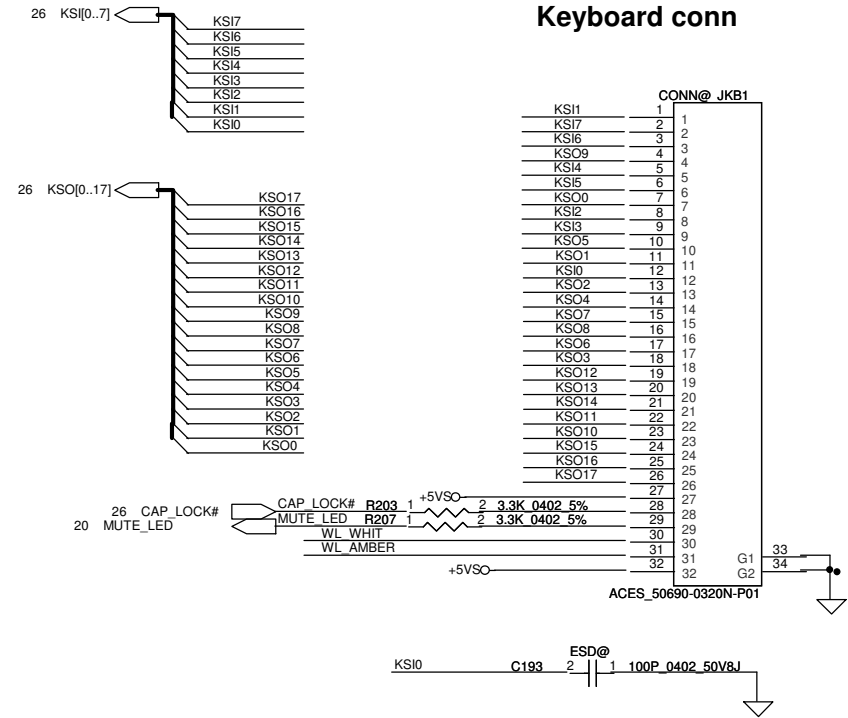 Keyboard conn
26 KSI[0..7]
KSI7
KSI6
KSI5
KSI4
KSI3
KSI2
KSI1
KSI0
26 KSO[0..17]
KSO17
KSO16
KSO15
KSO14
KSO13
KSO12
KSO11
KSO10
KSO9
KSO8
KSO7
KSO6
KSO5
KSO4
KSO3
KSO2
KSO1
KSO0
CONN@ JKB1
KSI1 1 1
KSI7 2 2
KSI6 3 3
KSO9 4 4
KSI4 5 5
KSI5 6 6
KSO0 7 7
KSI2 8 8
KSI3 9 9
KSO5 10 10
KSO1 11 11
KSI0 12 12
KSO2 13 13
KSO4 14 14
KSO7 15 15
KSO8 16 16
KSO6 17 17
KSO3 18 18
KSO12 19 19
KSO13 20 20
KSO14 21 21
KSO11 22 22
KSO10 23 23
KSO15 24 24
KSO16 25 25
KSO17 26 26
+5VS 27 27
26 CAP_LOCK# CAP_LOCK# R203 1 2 3.3K_0402_5% 28 28
20 MUTE_LED MUTE_LED R207 1 2 3.3K_0402_5% 29 29
WL_WHIT 30 30
WL_AMBER 31 31 G1 33
+5VS 32 32 G2 34
ACES_50690-0320N-P01
ESD@
KSI0 C193 2 1 100P_0402_50V8J